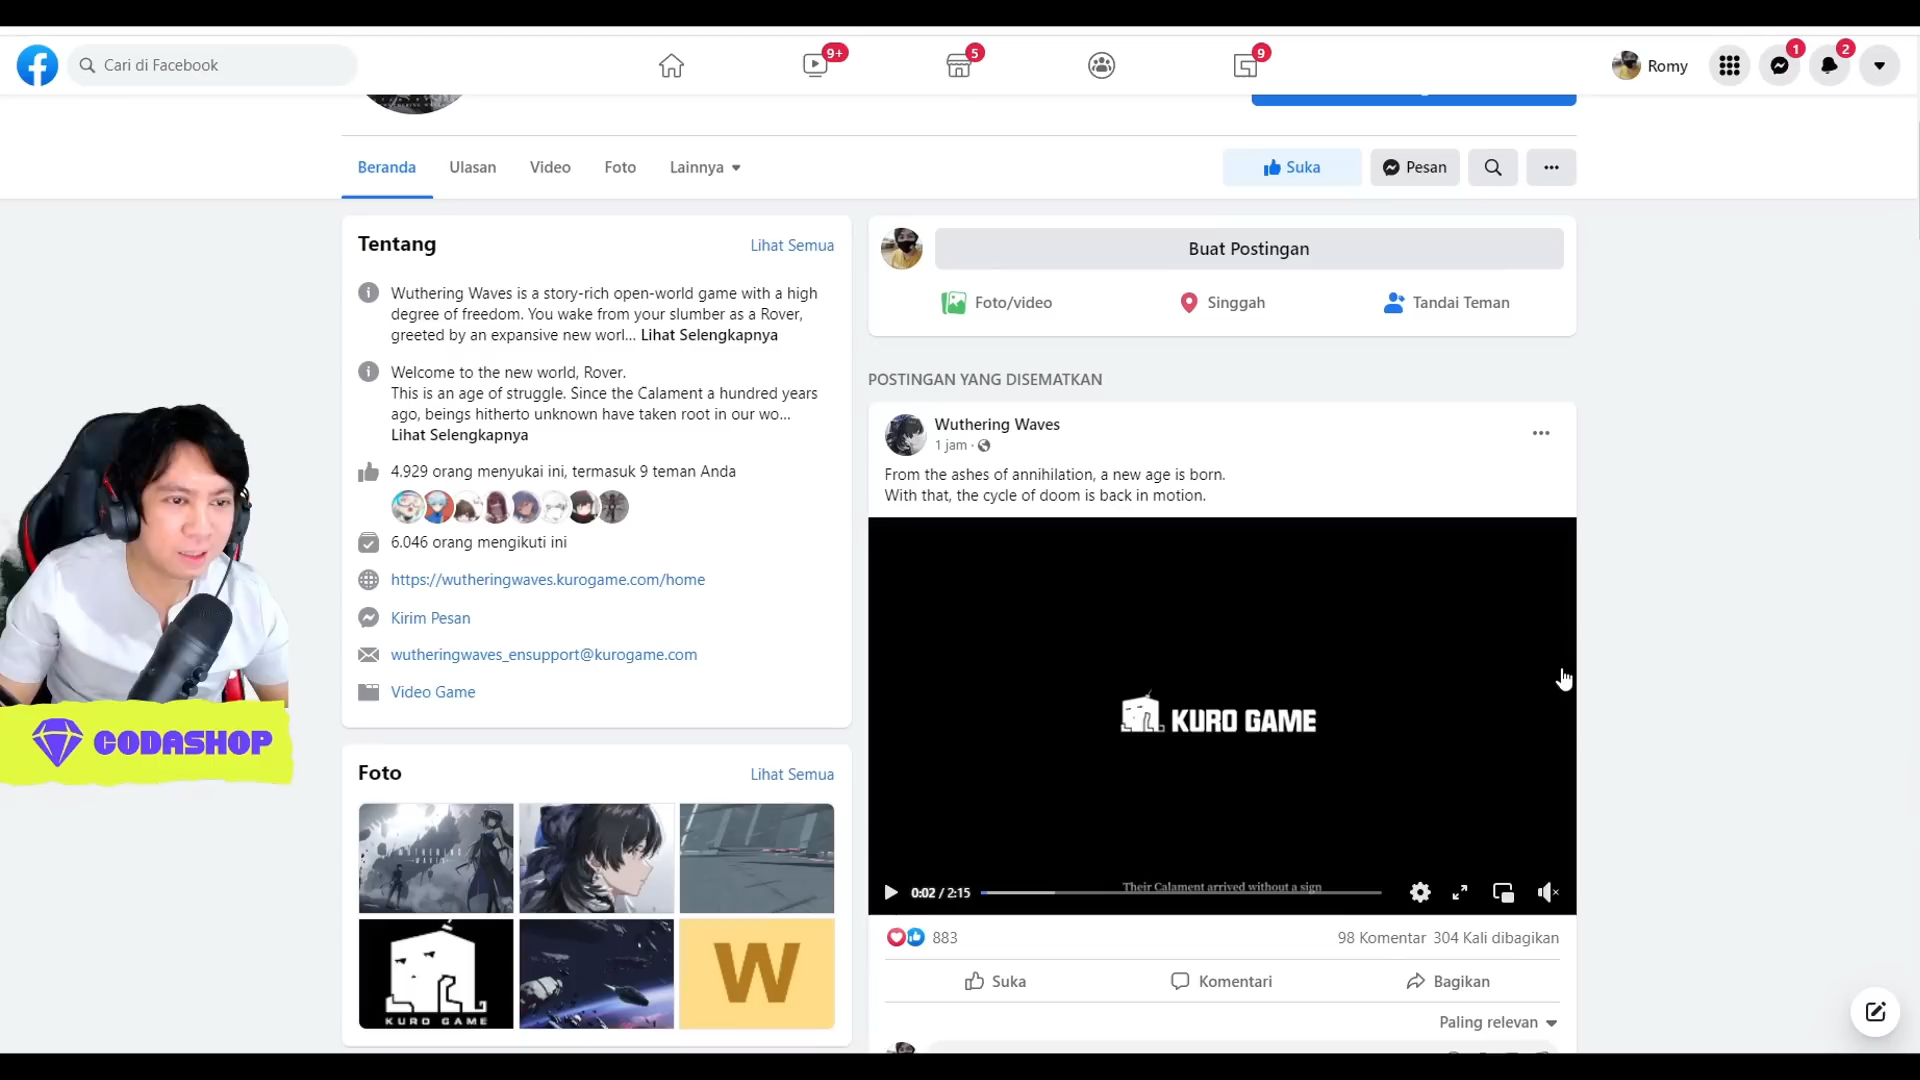 Cari di Facebook
9+
5
9
Romy
1
2
Beranda
Ulasan
Video
Foto
Lainnya
Suka
Pesan
Tentang
Lihat Semua
Wuthering Waves is a story-rich open-world game with a high
degree of freedom. You wake from your slumber as a Rover,
greeted by an expansive new worl... Lihat Selengkapnya
Welcome to the new world, Rover.
This is an age of struggle. Since the Calament a hundred years
ago, beings hitherto unknown have taken root in our wo...
Lihat Selengkapnya
4.929 orang menyukai ini, termasuk 9 teman Anda
6.046 orang mengikuti ini
https://wutheringwaves.kurogame.com/home
Kirim Pesan
wutheringwaves_ensupport@kurogame.com
Video Game
CODASHOP
Foto
Lihat Semua
WUTHERING
WAVES
KURO GAME
W
Buat Postingan
Foto/video
Singgah
Tandai Teman
POSTINGAN YANG DISEMATKAN
Wuthering Waves
1 jam ·
From the ashes of annihilation, a new age is born.
With that, the cycle of doom is back in motion.
KURO GAME
Their Calament arrived without a sign
0:02 / 2:15
883
98 Komentar 304 Kali dibagikan
Suka
Komentari
Bagikan
Paling relevan